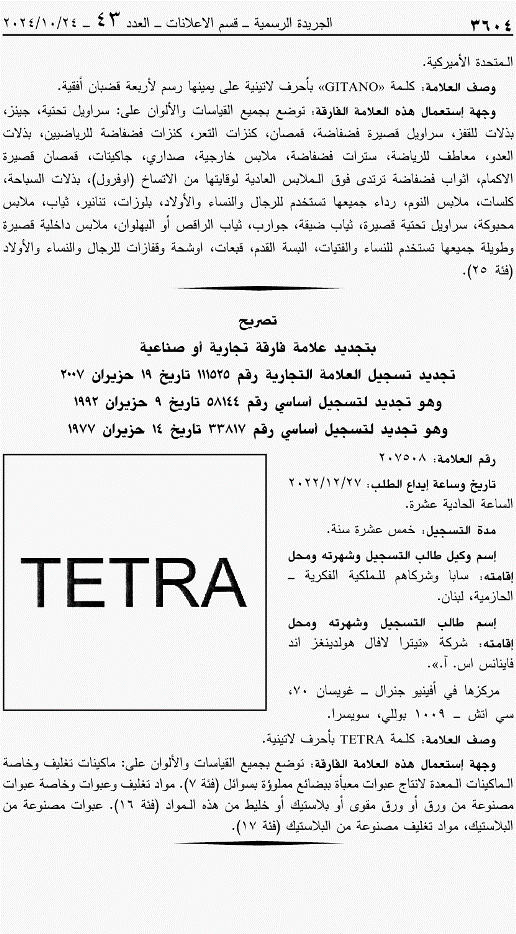 ٣٦٠٤
الجريدة الرسمية ــ قسم الاعلانات ــ العدد ٤٣ ــ ٢٠٢٤/١٠/٢٤
المتحدة الأميركية.
وصف العلامة: كلمة «GITANO» بأحرف لاتينية على يمينها رسم لأربعة قضبان أفقية.
وجهة إستعمال هذه العلامة الفارقة: توضع بجميع القياسات والألوان على: سراويل تحتية، جينز،
بذلات للقفز، سراويل قصيرة فضفاضة، قمصان، كنزات التعر، كنزات فضفاضة للرياضيين، بذلات
العدو، معاطف للرياضة، سترات فضفاضة، ملابس خارجية، صداري، جاكيتات، قمصان قصيرة
الاكمام، اثواب فضفاضة ترتدى فوق الملابس العادية لوقايتها من الاتساخ (اوفرول)، بذلات السباحة،
كلسات، ملابس النوم، رداء جميعها تستخدم للرجال والنساء والأولاد، بلوزات، تنانير، ثياب، ملابس
محبوكة، سراويل تحتية قصيرة، ثياب ضيقة، جوارب، ثياب الراقص أو البهلوان، ملابس داخلية قصيرة
وطويلة جميعها تستخدم للنساء والفتيات، البسة القدم، قبعات، اوشحة وقفازات للرجال والنساء والأولاد
(فئة ٢٥).
تصريح
بتجديد علامة فارقة تجارية أو صناعية
تجديد تسجيل العلامة التجارية رقم ١١١٥٢٥ تاريخ ١٩ حزيران ٢٠٠٧
وهو تجديد لتسجيل أساسي رقم ٥٨١٤٤ تاريخ ٩ حزيران ١٩٩٢
وهو تجديد لتسجيل أساسي رقم ٣٣٨١٧ تاريخ ١٤ حزيران ١٩٧٧
رقم العلامة: ٢٠٧٥٠٨
تاريخ وساعة إيداع الطلب: ٢٠٢٢/١٢/٢٧
الساعة الحادية عشرة.
مدة التسجيل: خمس عشرة سنة.
إسم وكيل طالب التسجيل وشهرته ومحل
إقامته: سابا وشركاهم للملكية الفكرية ــ
الحازمية، لبنان.
إسم طالب التسجيل وشهرته ومحل
إقامته: شركة «تيترا لافال هولدينغز اند
فاينانس اس. آ.».
مركزها في أفينيو جنرال ــ غويسان ٧٠،
سي اتش ــ ١٠٠٩ بوللي، سويسرا.
TETRA
وصف العلامة: كلمة TETRA بأحرف لاتينية.
وجهة إستعمال هذه العلامة الفارقة: توضع بجميع القياسات والألوان على: ماكينات تغليف وخاصة
الماكينات المعدة لانتاج عبوات معبأة ببضائع مملوؤة بسوائل (فئة ٧). مواد تغليف وعبوات وخاصة عبوات
مصنوعة من ورق أو ورق مقوى أو بلاستيك أو خليط من هذه المواد (فئة ١٦). عبوات مصنوعة من
البلاستيك، مواد تغليف مصنوعة من البلاستيك (فئة ١٧).